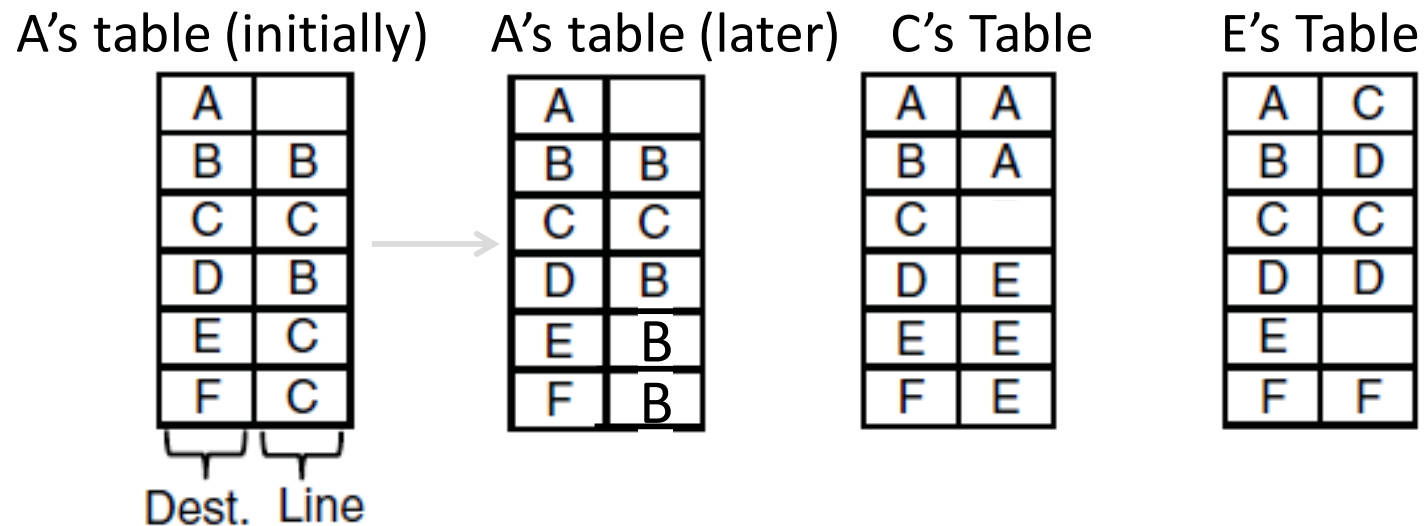 A's table (initially) A's table (later) C's Table E's Table
A A A A A C
B B B B B A B D
C C C C C C C
D B D B D E D D
E C E B E E E
F C F B F E F F
Dest. Line